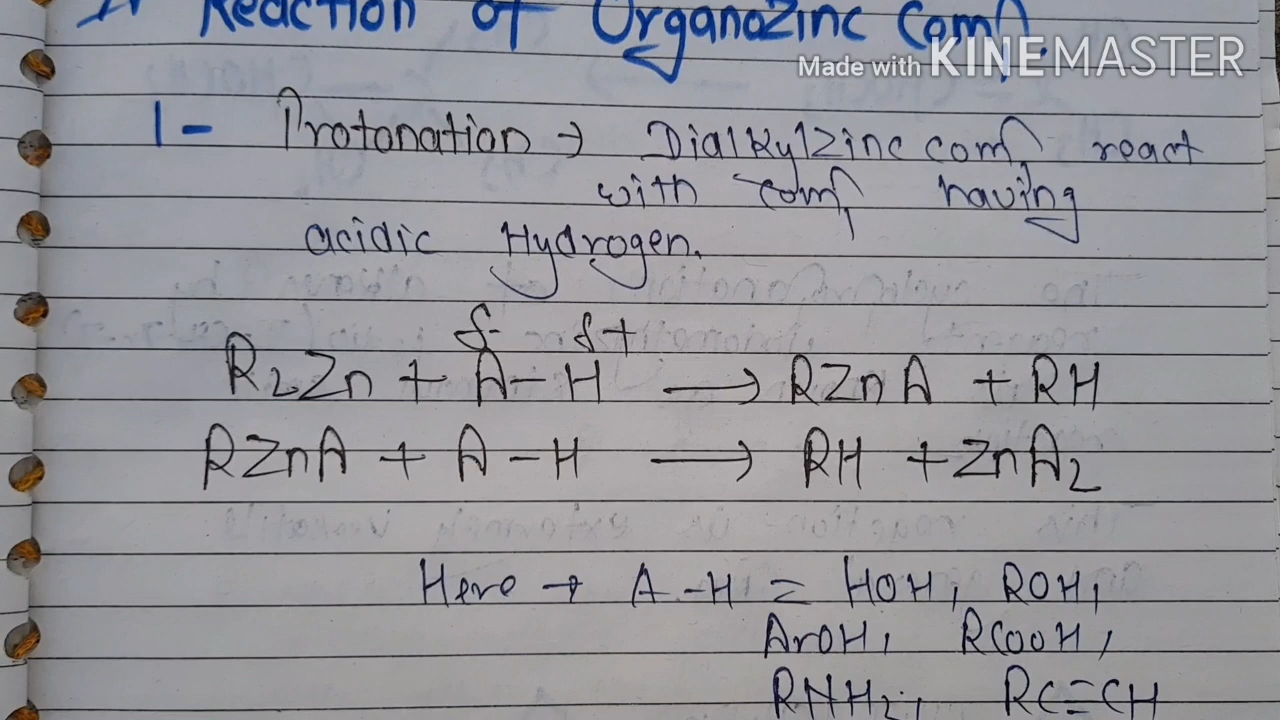 Reaction of Organozinc Comp.
Made with KINEMASTER
1- Protonation → Dialkylzinc comp. react
with comp. having
acidic Hydrogen.
δ- δ+
R₂Zn + A-H ⟶ RZnA + RH
RZnA + A-H ⟶ RH + ZnA₂
Here → A-H = HOH, ROH,
ArOH, RCOOH,
RNH₂, RC≡CH